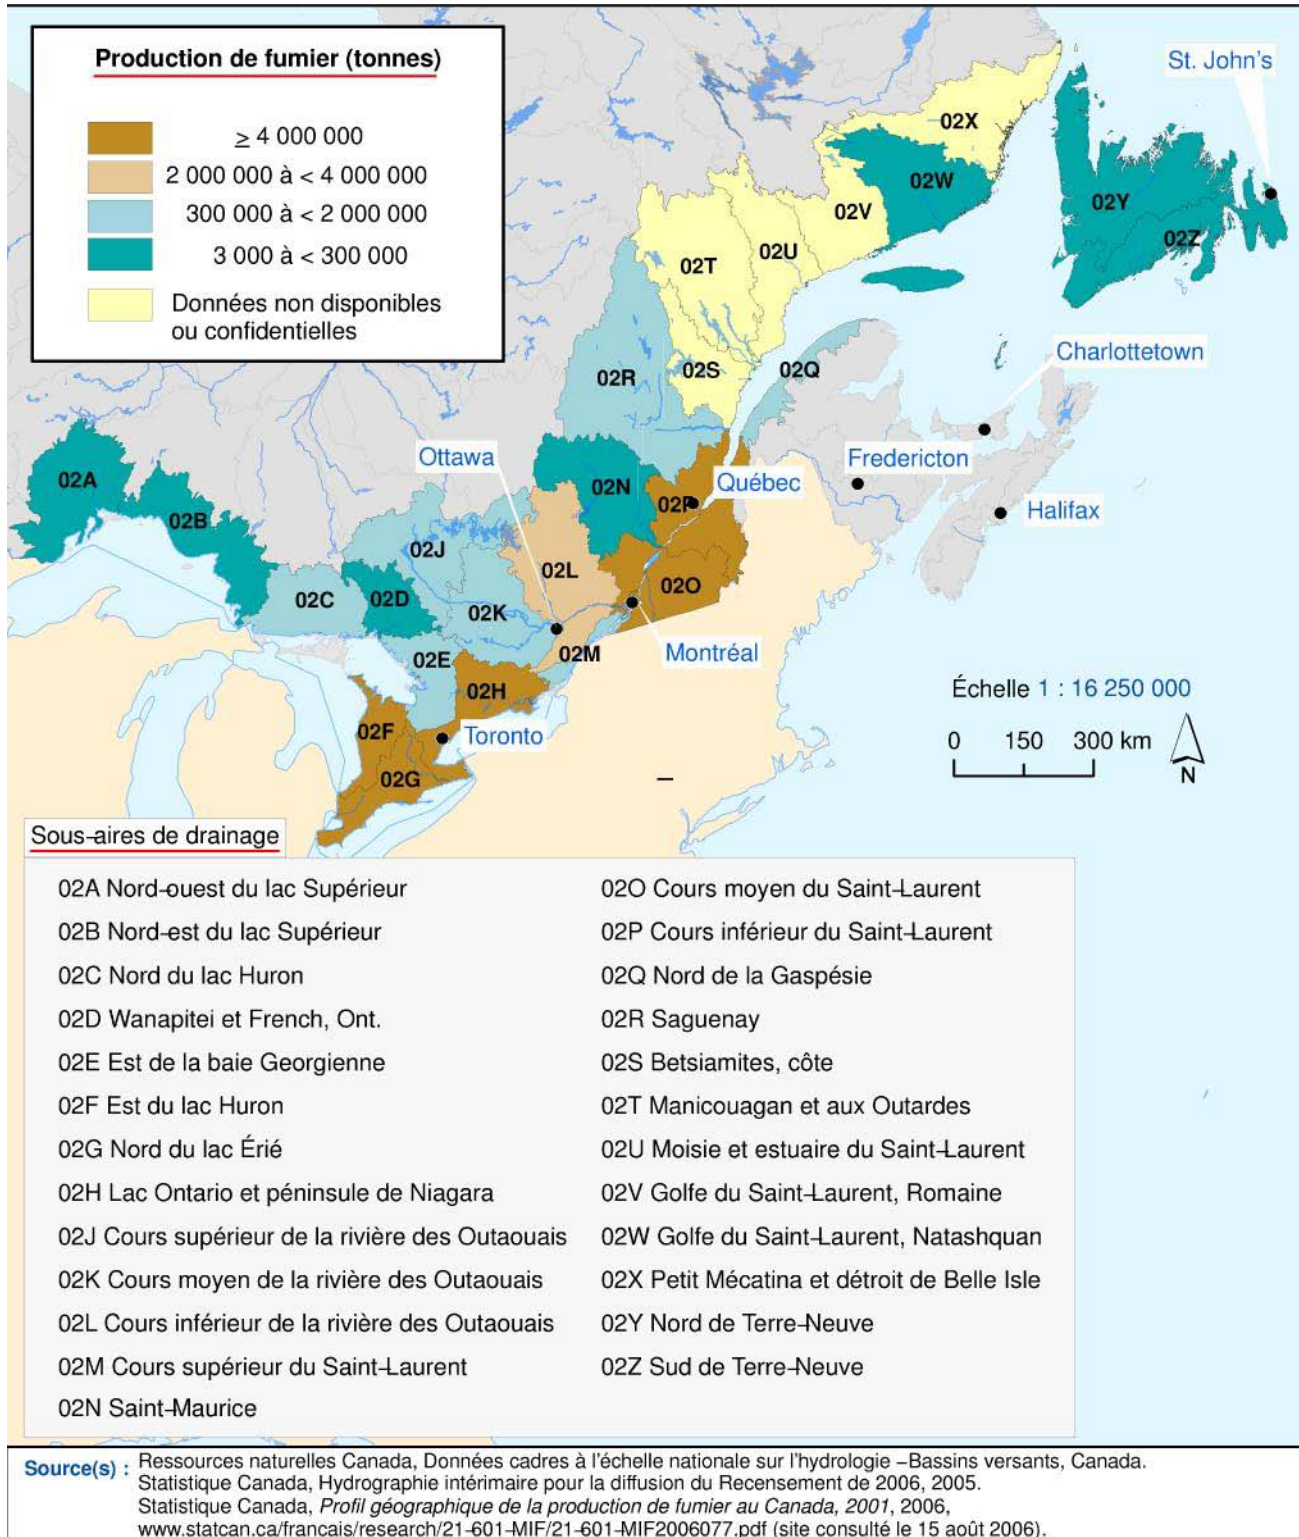 Production de fumier (tonnes)
≥ 4 000 000
2 000 000 à < 4 000 000
300 000 à < 2 000 000
3 000 à < 300 000
Données non disponibles
ou confidentielles
St. John's
02X
02W
02V
02Y
02Z
02U
02T
02S
02Q
02R
Charlottetown
Ottawa
Fredericton
02A
02N
Québec
02P
Halifax
02B
02J
02L
02O
02C
02D
02K
02E
02M
Montréal
02H
Échelle 1 : 16 250 000
02F
Toronto
0 150 300 km
N
02G
Sous–aires de drainage
02A Nord–ouest du lac Supérieur
02B Nord–est du lac Supérieur
02C Nord du lac Huron
02D Wanapitei et French, Ont.
02E Est de la baie Georgienne
02F Est du lac Huron
02G Nord du lac Érié
02H Lac Ontario et péninsule de Niagara
02J Cours supérieur de la rivière des Outaouais
02K Cours moyen de la rivière des Outaouais
02L Cours inférieur de la rivière des Outaouais
02M Cours supérieur du Saint–Laurent
02N Saint–Maurice
02O Cours moyen du Saint–Laurent
02P Cours inférieur du Saint–Laurent
02Q Nord de la Gaspésie
02R Saguenay
02S Betsiamites, côte
02T Manicouagan et aux Outardes
02U Moisie et estuaire du Saint–Laurent
02V Golfe du Saint–Laurent, Romaine
02W Golfe du Saint–Laurent, Natashquan
02X Petit Mécatina et détroit de Belle Isle
02Y Nord de Terre–Neuve
02Z Sud de Terre–Neuve
Source(s) : Ressources naturelles Canada, Données cadres à l'échelle nationale sur l'hydrologie –Bassins versants, Canada.
Statistique Canada, Hydrographie intérimaire pour la diffusion du Recensement de 2006, 2005.
Statistique Canada, Profil géographique de la production de fumier au Canada, 2001, 2006,
www.statcan.ca/francais/research/21–601–MIF/21–601–MIF2006077.pdf (site consulté le 15 août 2006).